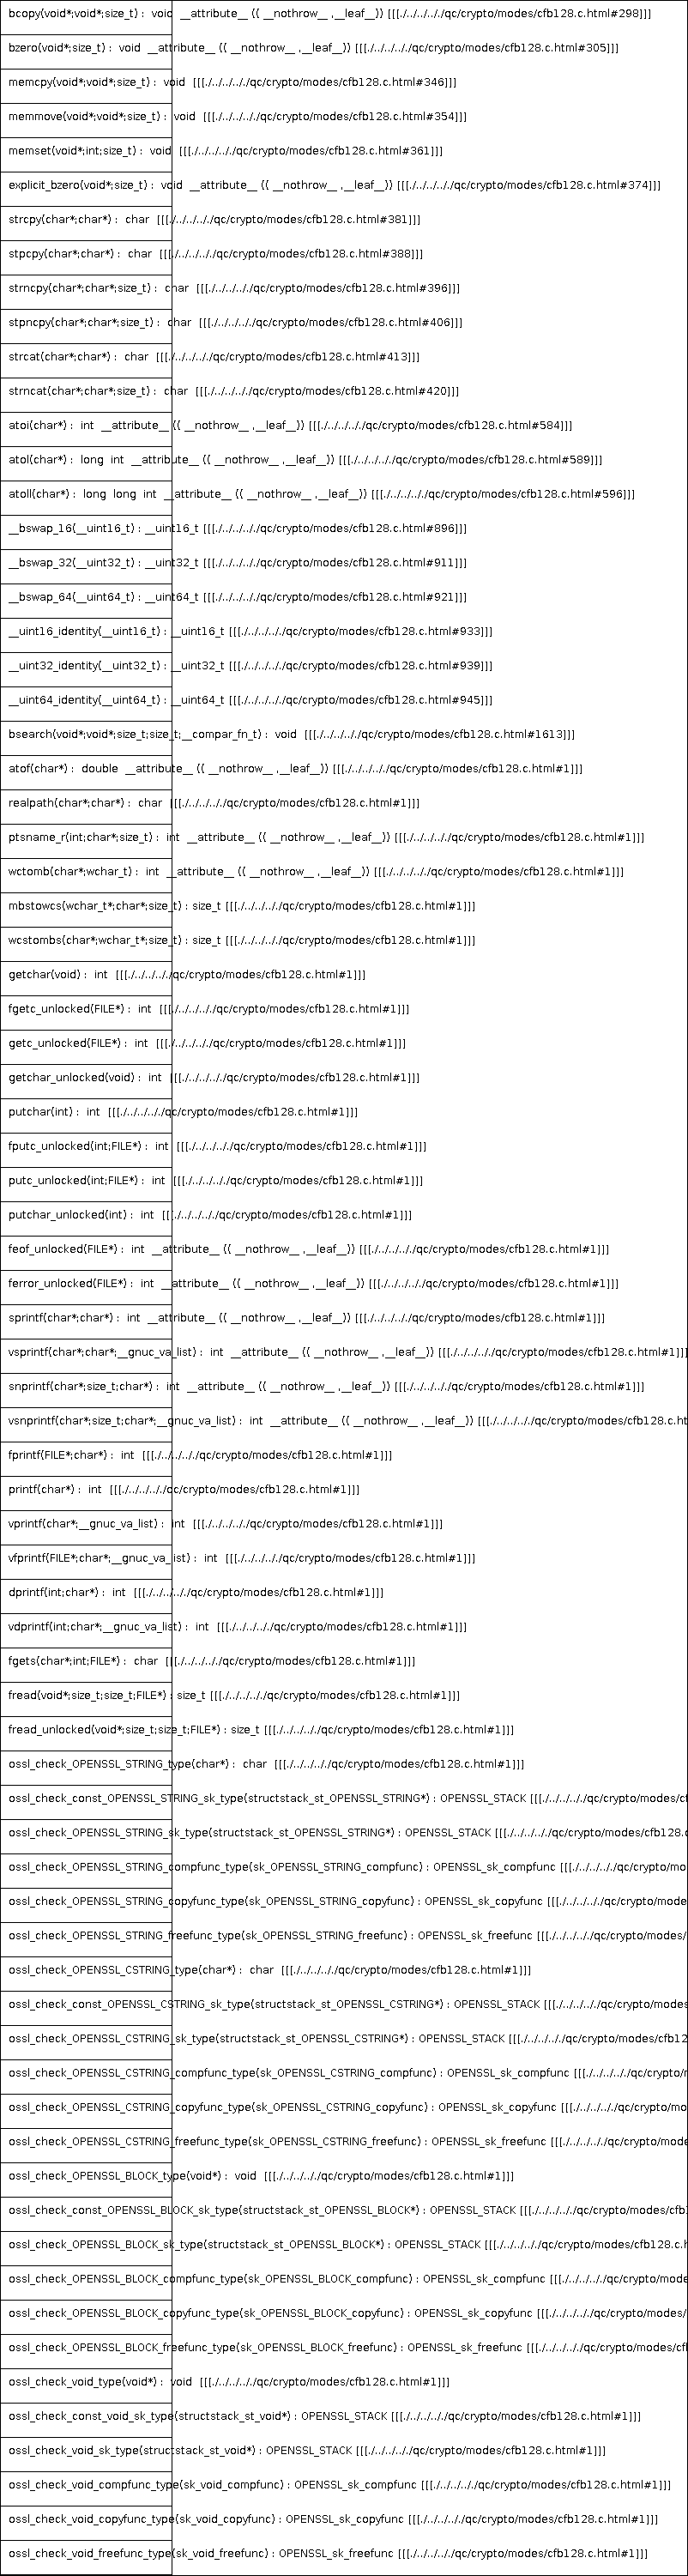 bcopy(void*;void*;size_t) : void __attribute__ (( __nothrow__ ,__leaf__)) [[[./../../../../qc/crypto/modes/cfb128.c.html#298]]]
bzero(void*;size_t) : void __attribute__ (( __nothrow__ ,__leaf__)) [[[./../../../../qc/crypto/modes/cfb128.c.html#305]]]
memcpy(void*;void*;size_t) : void [[[./../../../../qc/crypto/modes/cfb128.c.html#346]]]
memmove(void*;void*;size_t) : void [[[./../../../../qc/crypto/modes/cfb128.c.html#354]]]
memset(void*;int;size_t) : void [[[./../../../../qc/crypto/modes/cfb128.c.html#361]]]
explicit_bzero(void*;size_t) : void __attribute__ (( __nothrow__ ,__leaf__)) [[[./../../../../qc/crypto/modes/cfb128.c.html#374]]]
strcpy(char*;char*) : char [[[./../../../../qc/crypto/modes/cfb128.c.html#381]]]
stpcpy(char*;char*) : char [[[./../../../../qc/crypto/modes/cfb128.c.html#388]]]
strncpy(char*;char*;size_t) : char [[[./../../../../qc/crypto/modes/cfb128.c.html#396]]]
stpncpy(char*;char*;size_t) : char [[[./../../../../qc/crypto/modes/cfb128.c.html#406]]]
strcat(char*;char*) : char [[[./../../../../qc/crypto/modes/cfb128.c.html#413]]]
strncat(char*;char*;size_t) : char [[[./../../../../qc/crypto/modes/cfb128.c.html#420]]]
atoi(char*) : int __attribute__ (( __nothrow__ ,__leaf__)) [[[./../../../../qc/crypto/modes/cfb128.c.html#584]]]
atol(char*) : long int __attribute__ (( __nothrow__ ,__leaf__)) [[[./../../../../qc/crypto/modes/cfb128.c.html#589]]]
atoll(char*) : long long int __attribute__ (( __nothrow__ ,__leaf__)) [[[./../../../../qc/crypto/modes/cfb128.c.html#596]]]
__bswap_16(__uint16_t) : __uint16_t [[[./../../../../qc/crypto/modes/cfb128.c.html#896]]]
__bswap_32(__uint32_t) : __uint32_t [[[./../../../../qc/crypto/modes/cfb128.c.html#911]]]
__bswap_64(__uint64_t) : __uint64_t [[[./../../../../qc/crypto/modes/cfb128.c.html#921]]]
__uint16_identity(__uint16_t) : __uint16_t [[[./../../../../qc/crypto/modes/cfb128.c.html#933]]]
__uint32_identity(__uint32_t) : __uint32_t [[[./../../../../qc/crypto/modes/cfb128.c.html#939]]]
__uint64_identity(__uint64_t) : __uint64_t [[[./../../../../qc/crypto/modes/cfb128.c.html#945]]]
bsearch(void*;void*;size_t;size_t;__compar_fn_t) : void [[[./../../../../qc/crypto/modes/cfb128.c.html#1613]]]
atof(char*) : double __attribute__ (( __nothrow__ ,__leaf__)) [[[./../../../../qc/crypto/modes/cfb128.c.html#1]]]
realpath(char*;char*) : char [[[./../../../../qc/crypto/modes/cfb128.c.html#1]]]
ptsname_r(int;char*;size_t) : int __attribute__ (( __nothrow__ ,__leaf__)) [[[./../../../../qc/crypto/modes/cfb128.c.html#1]]]
wctomb(char*;wchar_t) : int __attribute__ (( __nothrow__ ,__leaf__)) [[[./../../../../qc/crypto/modes/cfb128.c.html#1]]]
mbstowcs(wchar_t*;char*;size_t) : size_t [[[./../../../../qc/crypto/modes/cfb128.c.html#1]]]
wcstombs(char*;wchar_t*;size_t) : size_t [[[./../../../../qc/crypto/modes/cfb128.c.html#1]]]
getchar(void) : int [[[./../../../../qc/crypto/modes/cfb128.c.html#1]]]
fgetc_unlocked(FILE*) : int [[[./../../../../qc/crypto/modes/cfb128.c.html#1]]]
getc_unlocked(FILE*) : int [[[./../../../../qc/crypto/modes/cfb128.c.html#1]]]
getchar_unlocked(void) : int [[[./../../../../qc/crypto/modes/cfb128.c.html#1]]]
putchar(int) : int [[[./../../../../qc/crypto/modes/cfb128.c.html#1]]]
fputc_unlocked(int;FILE*) : int [[[./../../../../qc/crypto/modes/cfb128.c.html#1]]]
putc_unlocked(int;FILE*) : int [[[./../../../../qc/crypto/modes/cfb128.c.html#1]]]
putchar_unlocked(int) : int [[[./../../../../qc/crypto/modes/cfb128.c.html#1]]]
feof_unlocked(FILE*) : int __attribute__ (( __nothrow__ ,__leaf__)) [[[./../../../../qc/crypto/modes/cfb128.c.html#1]]]
ferror_unlocked(FILE*) : int __attribute__ (( __nothrow__ ,__leaf__)) [[[./../../../../qc/crypto/modes/cfb128.c.html#1]]]
sprintf(char*;char*) : int __attribute__ (( __nothrow__ ,__leaf__)) [[[./../../../../qc/crypto/modes/cfb128.c.html#1]]]
vsprintf(char*;char*;__gnuc_va_list) : int __attribute__ (( __nothrow__ ,__leaf__)) [[[./../../../../qc/crypto/modes/cfb128.c.html#1]]]
snprintf(char*;size_t;char*) : int __attribute__ (( __nothrow__ ,__leaf__)) [[[./../../../../qc/crypto/modes/cfb128.c.html#1]]]
vsnprintf(char*;size_t;char*;__gnuc_va_list) : int __attribute__ (( __nothrow__ ,__leaf__)) [[[./../../../../qc/crypto/modes/cfb128.c.ht
fprintf(FILE*;char*) : int [[[./../../../../qc/crypto/modes/cfb128.c.html#1]]]
printf(char*) : int [[[./../../../../qc/crypto/modes/cfb128.c.html#1]]]
vprintf(char*;__gnuc_va_list) : int [[[./../../../../qc/crypto/modes/cfb128.c.html#1]]]
vfprintf(FILE*;char*;__gnuc_va_list) : int [[[./../../../../qc/crypto/modes/cfb128.c.html#1]]]
dprintf(int;char*) : int [[[./../../../../qc/crypto/modes/cfb128.c.html#1]]]
vdprintf(int;char*;__gnuc_va_list) : int [[[./../../../../qc/crypto/modes/cfb128.c.html#1]]]
fgets(char*;int;FILE*) : char [[[./../../../../qc/crypto/modes/cfb128.c.html#1]]]
fread(void*;size_t;size_t;FILE*) : size_t [[[./../../../../qc/crypto/modes/cfb128.c.html#1]]]
fread_unlocked(void*;size_t;size_t;FILE*) : size_t [[[./../../../../qc/crypto/modes/cfb128.c.html#1]]]
ossl_check_OPENSSL_STRING_type(char*) : char [[[./../../../../qc/crypto/modes/cfb128.c.html#1]]]
ossl_check_const_OPENSSL_STRING_sk_type(structstack_st_OPENSSL_STRING*) : OPENSSL_STACK [[[./../../../../qc/crypto/modes/cf
ossl_check_OPENSSL_STRING_sk_type(structstack_st_OPENSSL_STRING*) : OPENSSL_STACK [[[./../../../../qc/crypto/modes/cfb128.c
ossl_check_OPENSSL_STRING_compfunc_type(sk_OPENSSL_STRING_compfunc) : OPENSSL_sk_compfunc [[[./../../../../qc/crypto/mo
ossl_check_OPENSSL_STRING_copyfunc_type(sk_OPENSSL_STRING_copyfunc) : OPENSSL_sk_copyfunc [[[./../../../../qc/crypto/mode
ossl_check_OPENSSL_STRING_freefunc_type(sk_OPENSSL_STRING_freefunc) : OPENSSL_sk_freefunc [[[./../../../../qc/crypto/modes/
ossl_check_OPENSSL_CSTRING_type(char*) : char [[[./../../../../qc/crypto/modes/cfb128.c.html#1]]]
ossl_check_const_OPENSSL_CSTRING_sk_type(structstack_st_OPENSSL_CSTRING*) : OPENSSL_STACK [[[./../../../../qc/crypto/modes
ossl_check_OPENSSL_CSTRING_sk_type(structstack_st_OPENSSL_CSTRING*) : OPENSSL_STACK [[[./../../../../qc/crypto/modes/cfb12
ossl_check_OPENSSL_CSTRING_compfunc_type(sk_OPENSSL_CSTRING_compfunc) : OPENSSL_sk_compfunc [[[./../../../../qc/crypto/r
ossl_check_OPENSSL_CSTRING_copyfunc_type(sk_OPENSSL_CSTRING_copyfunc) : OPENSSL_sk_copyfunc [[[./../../../../qc/crypto/mo
ossl_check_OPENSSL_CSTRING_freefunc_type(sk_OPENSSL_CSTRING_freefunc) : OPENSSL_sk_freefunc [[[./../../../../qc/crypto/mode
ossl_check_OPENSSL_BLOCK_type(void*) : void [[[./../../../../qc/crypto/modes/cfb128.c.html#1]]]
ossl_check_const_OPENSSL_BLOCK_sk_type(structstack_st_OPENSSL_BLOCK*) : OPENSSL_STACK [[[./../../../../qc/crypto/modes/cfb1
ossl_check_OPENSSL_BLOCK_sk_type(structstack_st_OPENSSL_BLOCK*) : OPENSSL_STACK [[[./../../../../qc/crypto/modes/cfb128.c.h
ossl_check_OPENSSL_BLOCK_compfunc_type(sk_OPENSSL_BLOCK_compfunc) : OPENSSL_sk_compfunc [[[./../../../../qc/crypto/mode
ossl_check_OPENSSL_BLOCK_copyfunc_type(sk_OPENSSL_BLOCK_copyfunc) : OPENSSL_sk_copyfunc [[[./../../../../qc/crypto/modes/
ossl_check_OPENSSL_BLOCK_freefunc_type(sk_OPENSSL_BLOCK_freefunc) : OPENSSL_sk_freefunc [[[./../../../../qc/crypto/modes/cf
ossl_check_void_type(void*) : void [[[./../../../../qc/crypto/modes/cfb128.c.html#1]]]
ossl_check_const_void_sk_type(structstack_st_void*) : OPENSSL_STACK [[[./../../../../qc/crypto/modes/cfb128.c.html#1]]]
ossl_check_void_sk_type(structstack_st_void*) : OPENSSL_STACK [[[./../../../../qc/crypto/modes/cfb128.c.html#1]]]
ossl_check_void_compfunc_type(sk_void_compfunc) : OPENSSL_sk_compfunc [[[./../../../../qc/crypto/modes/cfb128.c.html#1]]]
ossl_check_void_copyfunc_type(sk_void_copyfunc) : OPENSSL_sk_copyfunc [[[./../../../../qc/crypto/modes/cfb128.c.html#1]]]
ossl_check_void_freefunc_type(sk_void_freefunc) : OPENSSL_sk_freefunc [[[./../../../../qc/crypto/modes/cfb128.c.html#1]]]